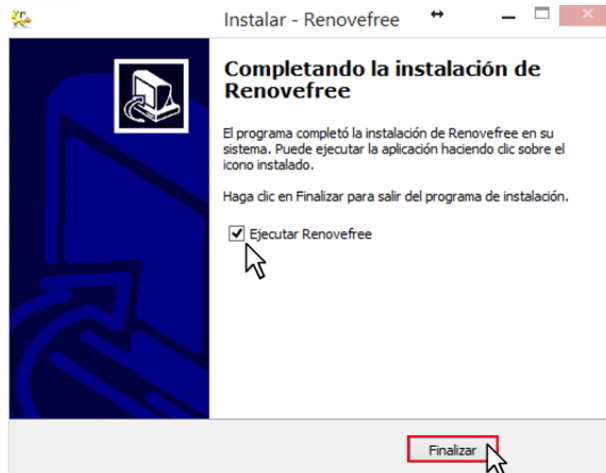 Instalar - Renovefree
Completando la instalación de
Renovefree
El programa completó la instalación de Renovefree en su
sistema. Puede ejecutar la aplicación haciendo clic sobre el
icono instalado.
Haga clic en Finalizar para salir del programa de instalación.
Ejecutar Renovefree
Finalizar